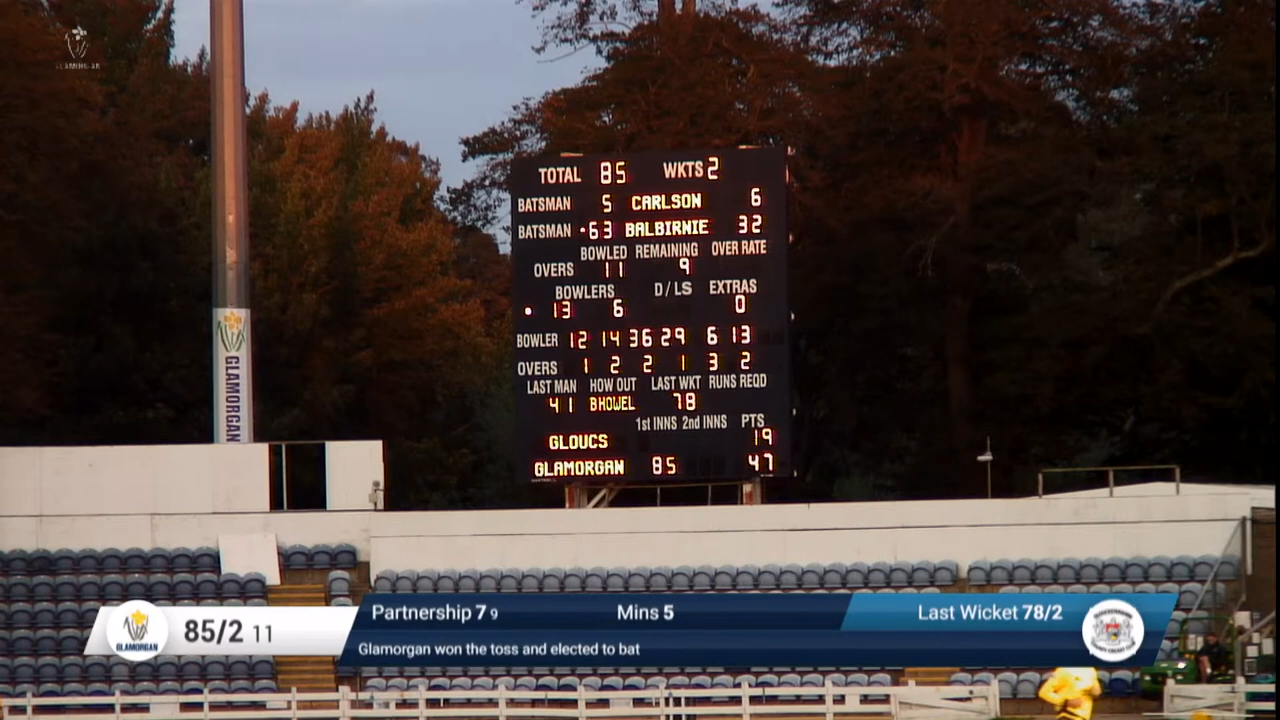 GLAMORGAN
TOTAL 85 WKTS 2
BATSMAN 5 CARLSON 6
BATSMAN 63 BALBIRNIE 32
BOWLED REMAINING OVER RATE
OVERS 11 9
BOWLERS D/LS EXTRAS
13 6 0
BOWLER 12 14 36 29 6 13
OVERS 1 2 2 1 3 2
LAST MAN HOW OUT LAST WKT RUNS REQD
41 BHOWEL 78
1st INNS 2nd INNS PTS
GLOUCS 19
GLAMORGAN 85 47
GLAMORGAN
GLAMORGAN
85/2 11
Partnership 7 9 Mins 5 Last Wicket 78/2
Glamorgan won the toss and elected to bat